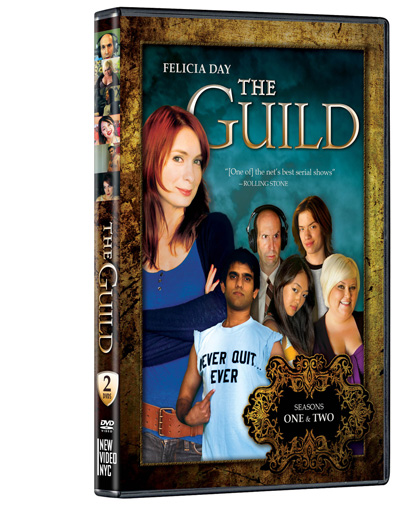 FELICIA DAY
THE
GUILD
"[One of] the net's best serial shows"
– ROLLING STONE
NEVER QUIT..
EVER
SEASONS
ONE & TWO
THE GUILD
2
DVDS
DVD
VIDEO
NEW
VIDEO
NYC